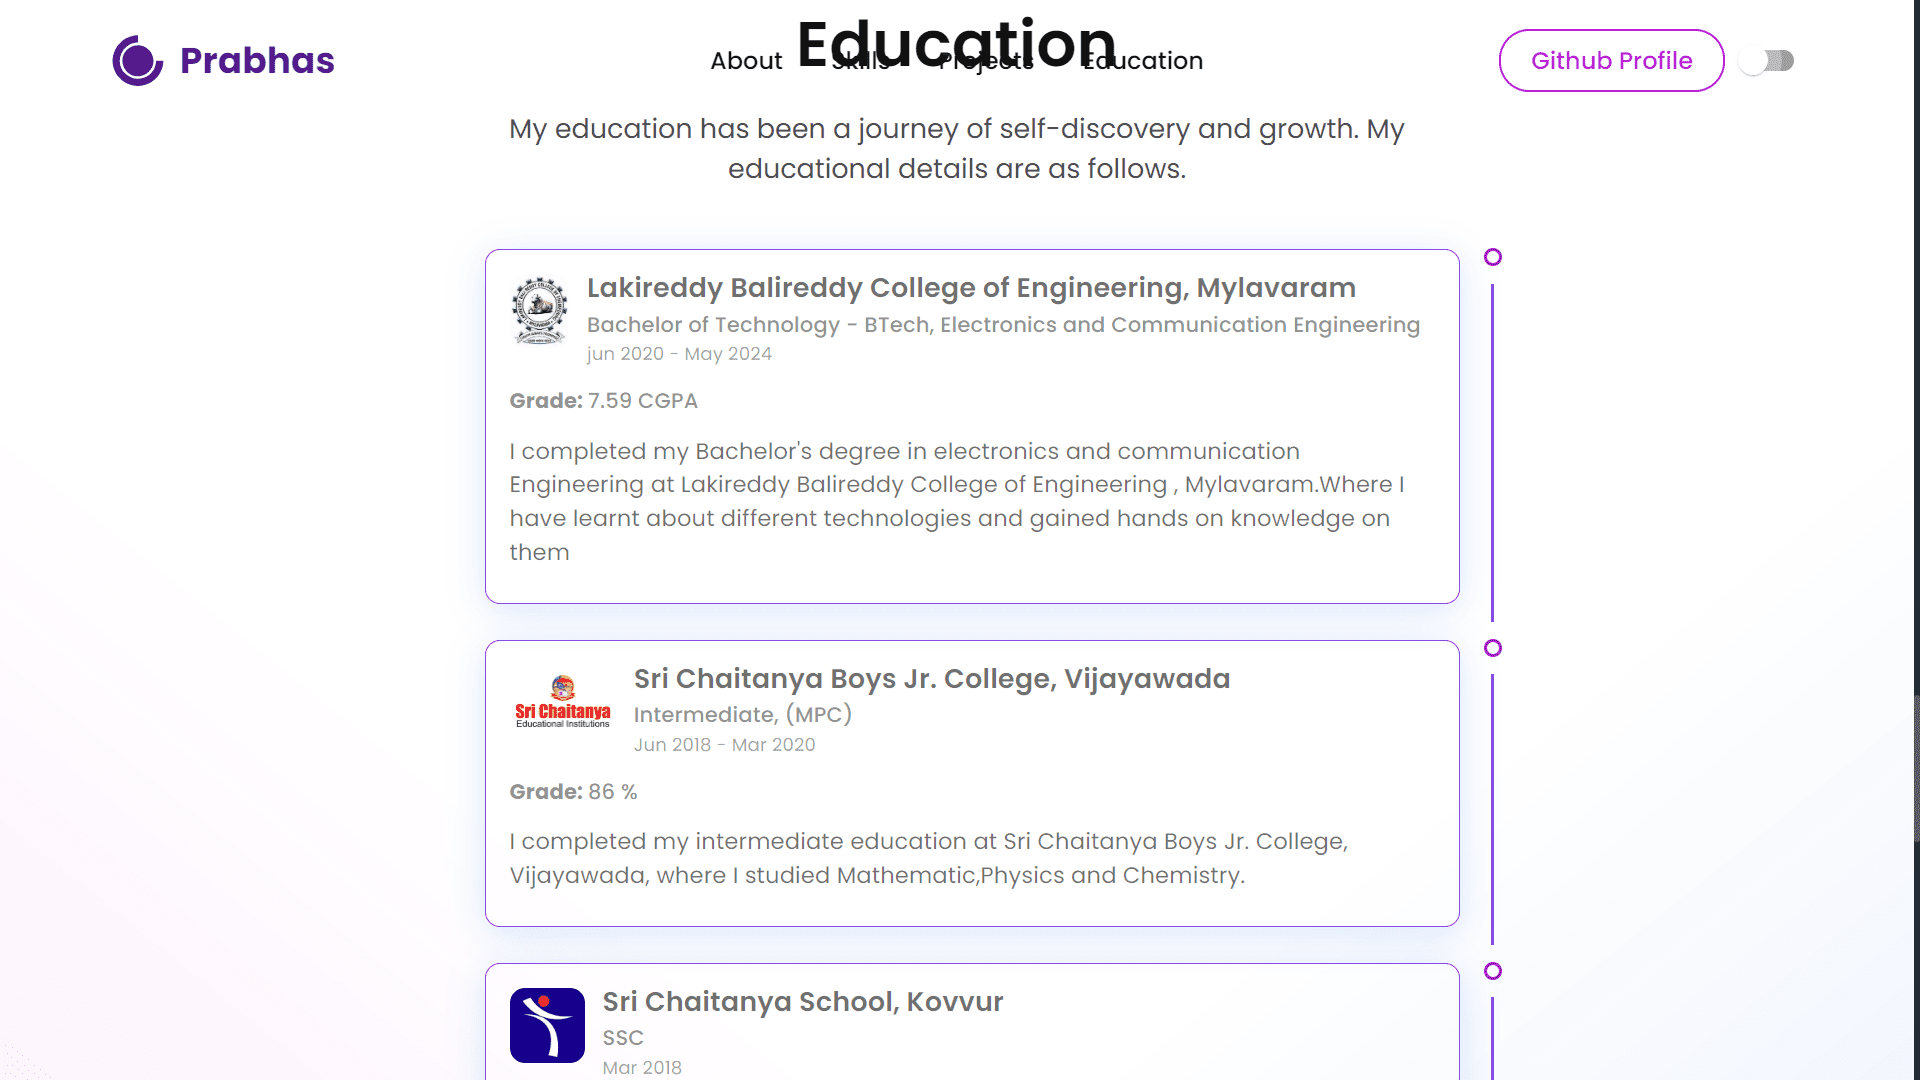 Prabhas
About
Skills
Projects
Education
Github Profile
Education
My education has been a journey of self-discovery and growth. My
educational details are as follows.
Lakireddy Balireddy College of Engineering, Mylavaram
Bachelor of Technology - BTech, Electronics and Communication Engineering
jun 2020 - May 2024
Grade: 7.59 CGPA
I completed my Bachelor's degree in electronics and communication
Engineering at Lakireddy Balireddy College of Engineering , Mylavaram.Where I
have learnt about different technologies and gained hands on knowledge on
them
Sri Chaitanya
Educational Institutions
Sri Chaitanya Boys Jr. College, Vijayawada
Intermediate, (MPC)
Jun 2018 - Mar 2020
Grade: 86 %
I completed my intermediate education at Sri Chaitanya Boys Jr. College,
Vijayawada, where I studied Mathematic,Physics and Chemistry.
Sri Chaitanya School, Kovvur
SSC
Mar 2018